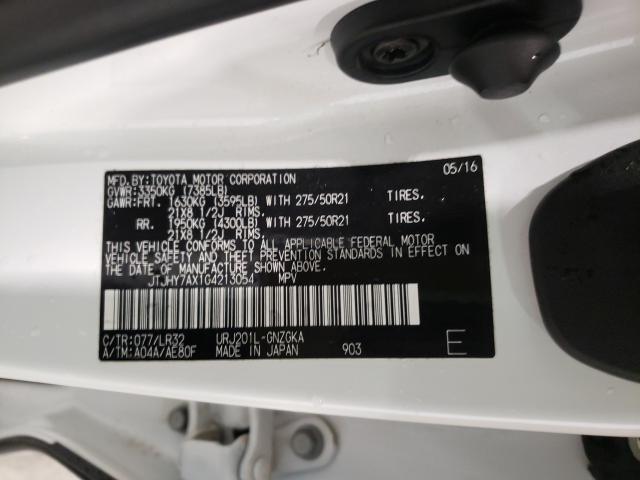 MFD.BY:TOYOTA MOTOR CORPORATION 05/16
GVWR:3350KG (7385LB)
GAWR:FRT. 1630KG (3595LB) WITH 275/50R21 TIRES.
21X8 1/2J RIMS.
RR. 1950KG (4300LB) WITH 275/50R21 TIRES.
21X8 1/2J RIMS.
THIS VEHICLE CONFORMS TO ALL APPLICABLE FEDERAL MOTOR
VEHICLE SAFETY AND THEFT PREVENTION STANDARDS IN EFFECT ON
THE DATE OF MANUFACTURE SHOWN ABOVE.
JTJHY7AX1G4213054 MPV
C/TR:077/LR32 URJ201L-GNZGKA
A/TM:A04A/AE80F MADE IN JAPAN 903 E